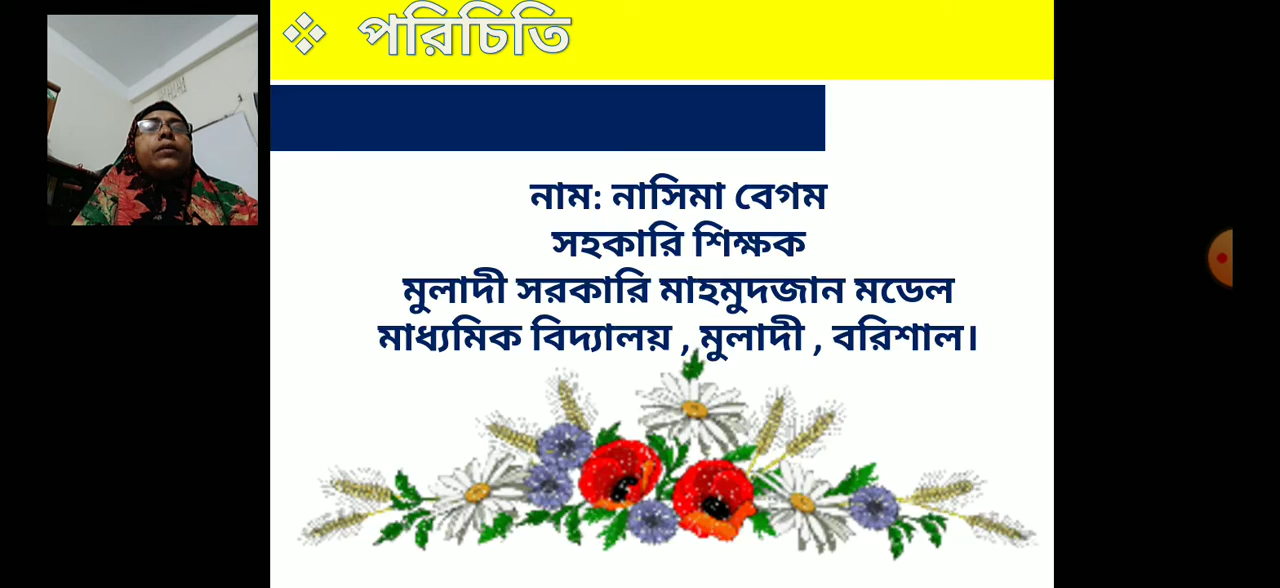 ❖ পরিচিতি
নাম: নাসিমা বেগম
সহকারি শিক্ষক
মুলাদী সরকারি মাহমুদজান মডেল
মাধ্যমিক বিদ্যালয় , মুলাদী , বরিশাল।